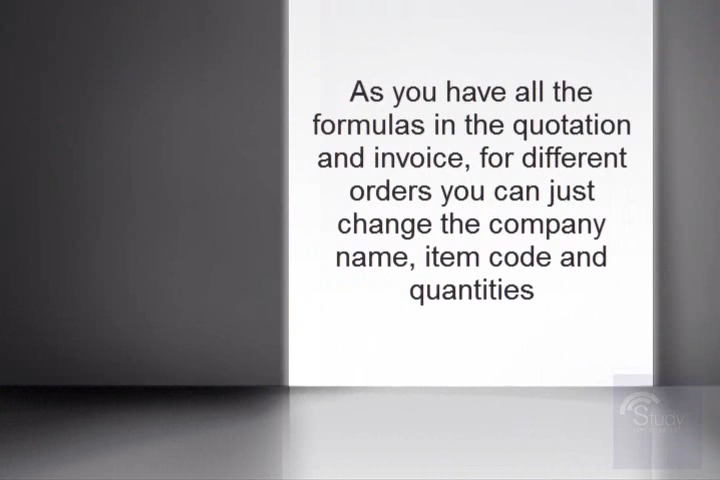 As you have all the
formulas in the quotation
and invoice, for different
orders you can just
change the company
name, item code and
quantities
Study